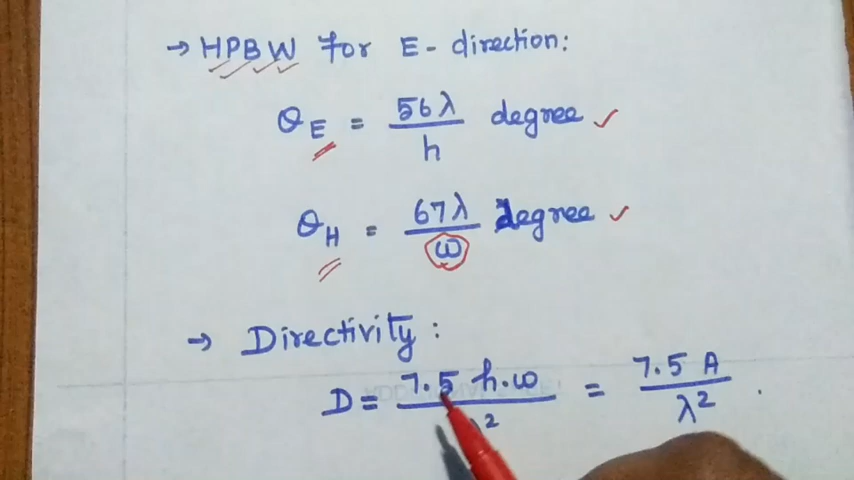 → HPBW for E-direction:
θE = 56λ/h degree ✓
θH = 67λ/ω degree ✓
→ Directivity:
D = 7.5 h.ω/λ² = 7.5 A/λ².